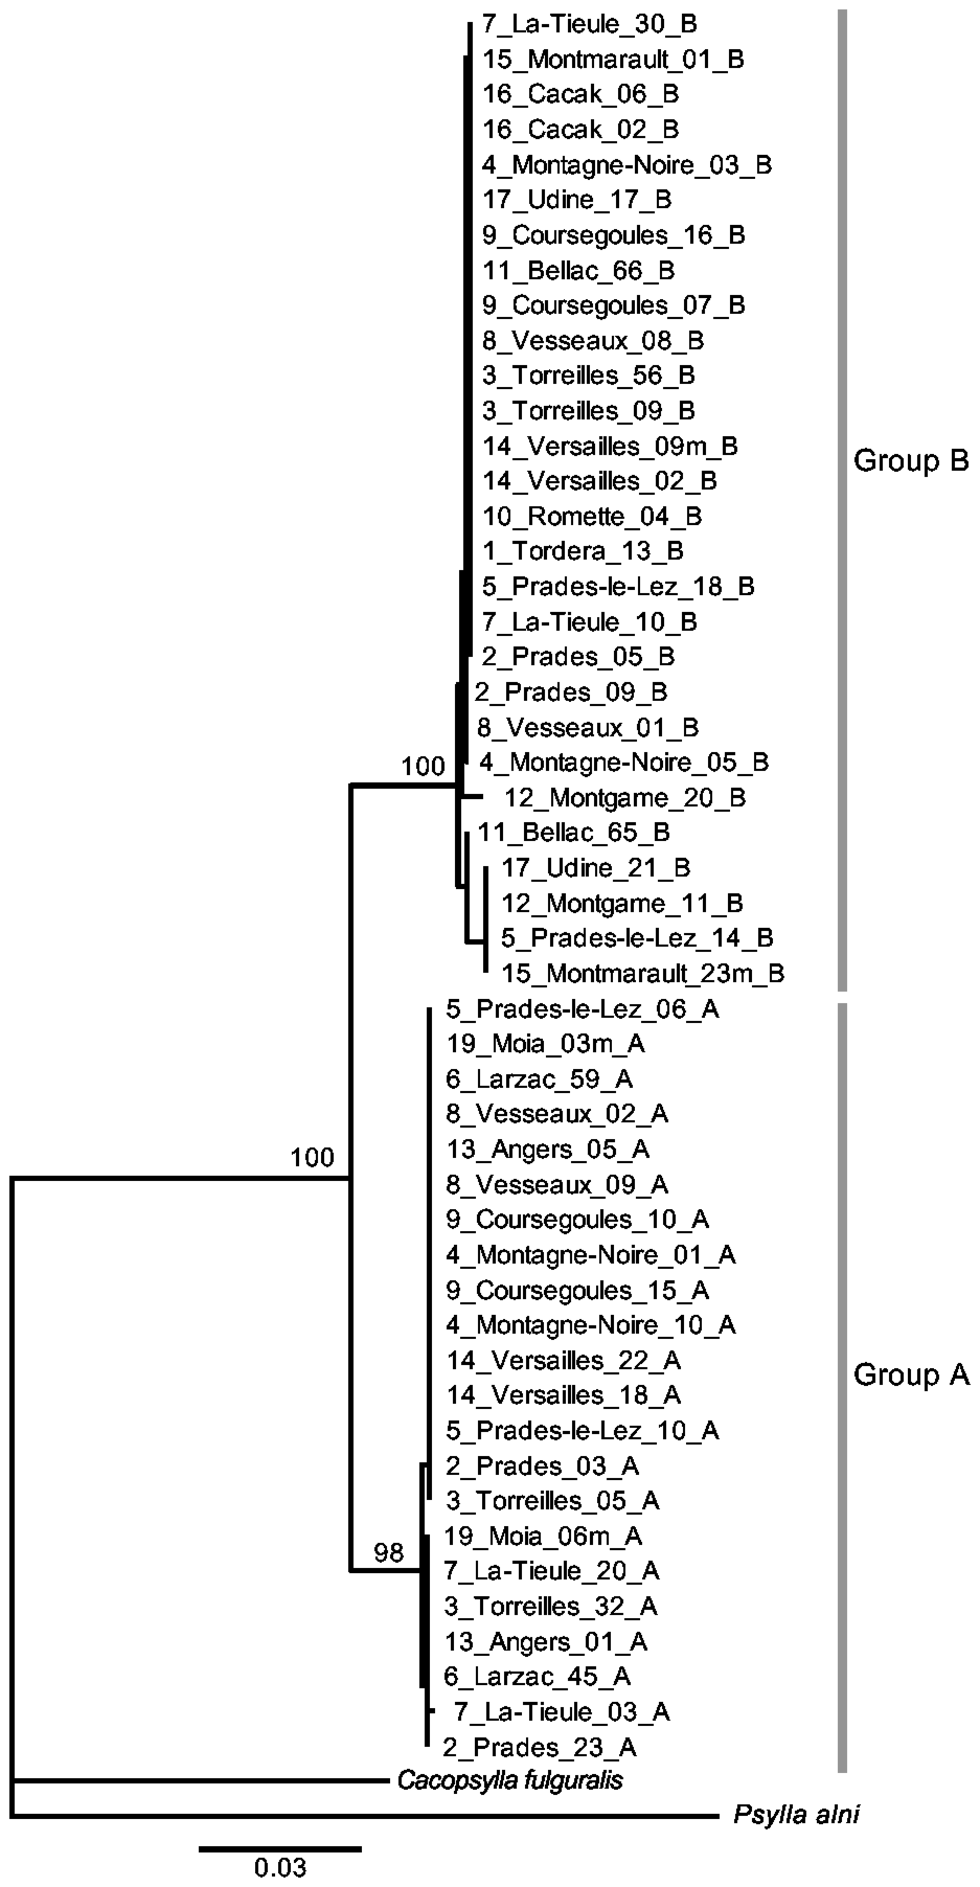 7_La-Tieule_30_B
15_Montmarault_01_B
16_Cacak_06_B
16_Cacak_02_B
4_Montagne-Noire_03_B
17_Udine_17_B
9_Coursegoules_16_B
11_Bellac_66_B
9_Coursegoules_07_B
8_Vesseaux_08_B
3_Torreilles_56_B
3_Torreilles_09_B
14_Versailles_09m_B
Group B
14_Versailles_02_B
10_Romette_04_B
1_Tordera_13_B
5_Prades-le-Lez_18_B
7_La-Tieule_10_B
2_Prades_05_B
2_Prades_09_B
8_Vesseaux_01_B
100
4_Montagne-Noire_05_B
12_Montgame_20_B
11_Bellac_65_B
17_Udine_21_B
12_Montgame_11_B
5_Prades-le-Lez_14_B
15_Montmarault_23m_B
5_Prades-le-Lez_06_A
19_Moia_03m_A
6_Larzac_59_A
8_Vesseaux_02_A
13_Angers_05_A
100
8_Vesseaux_09_A
9_Coursegoules_10_A
4_Montagne-Noire_01_A
9_Coursegoules_15_A
4_Montagne-Noire_10_A
14_Versailles_22_A
Group A
14_Versailles_18_A
5_Prades-le-Lez_10_A
2_Prades_03_A
3_Torreilles_05_A
19_Moia_06m_A
98
7_La-Tieule_20_A
3_Torreilles_32_A
13_Angers_01_A
6_Larzac_45_A
7_La-Tieule_03_A
2_Prades_23_A
Cacopsylla fulguralis
Psylla alni
0.03